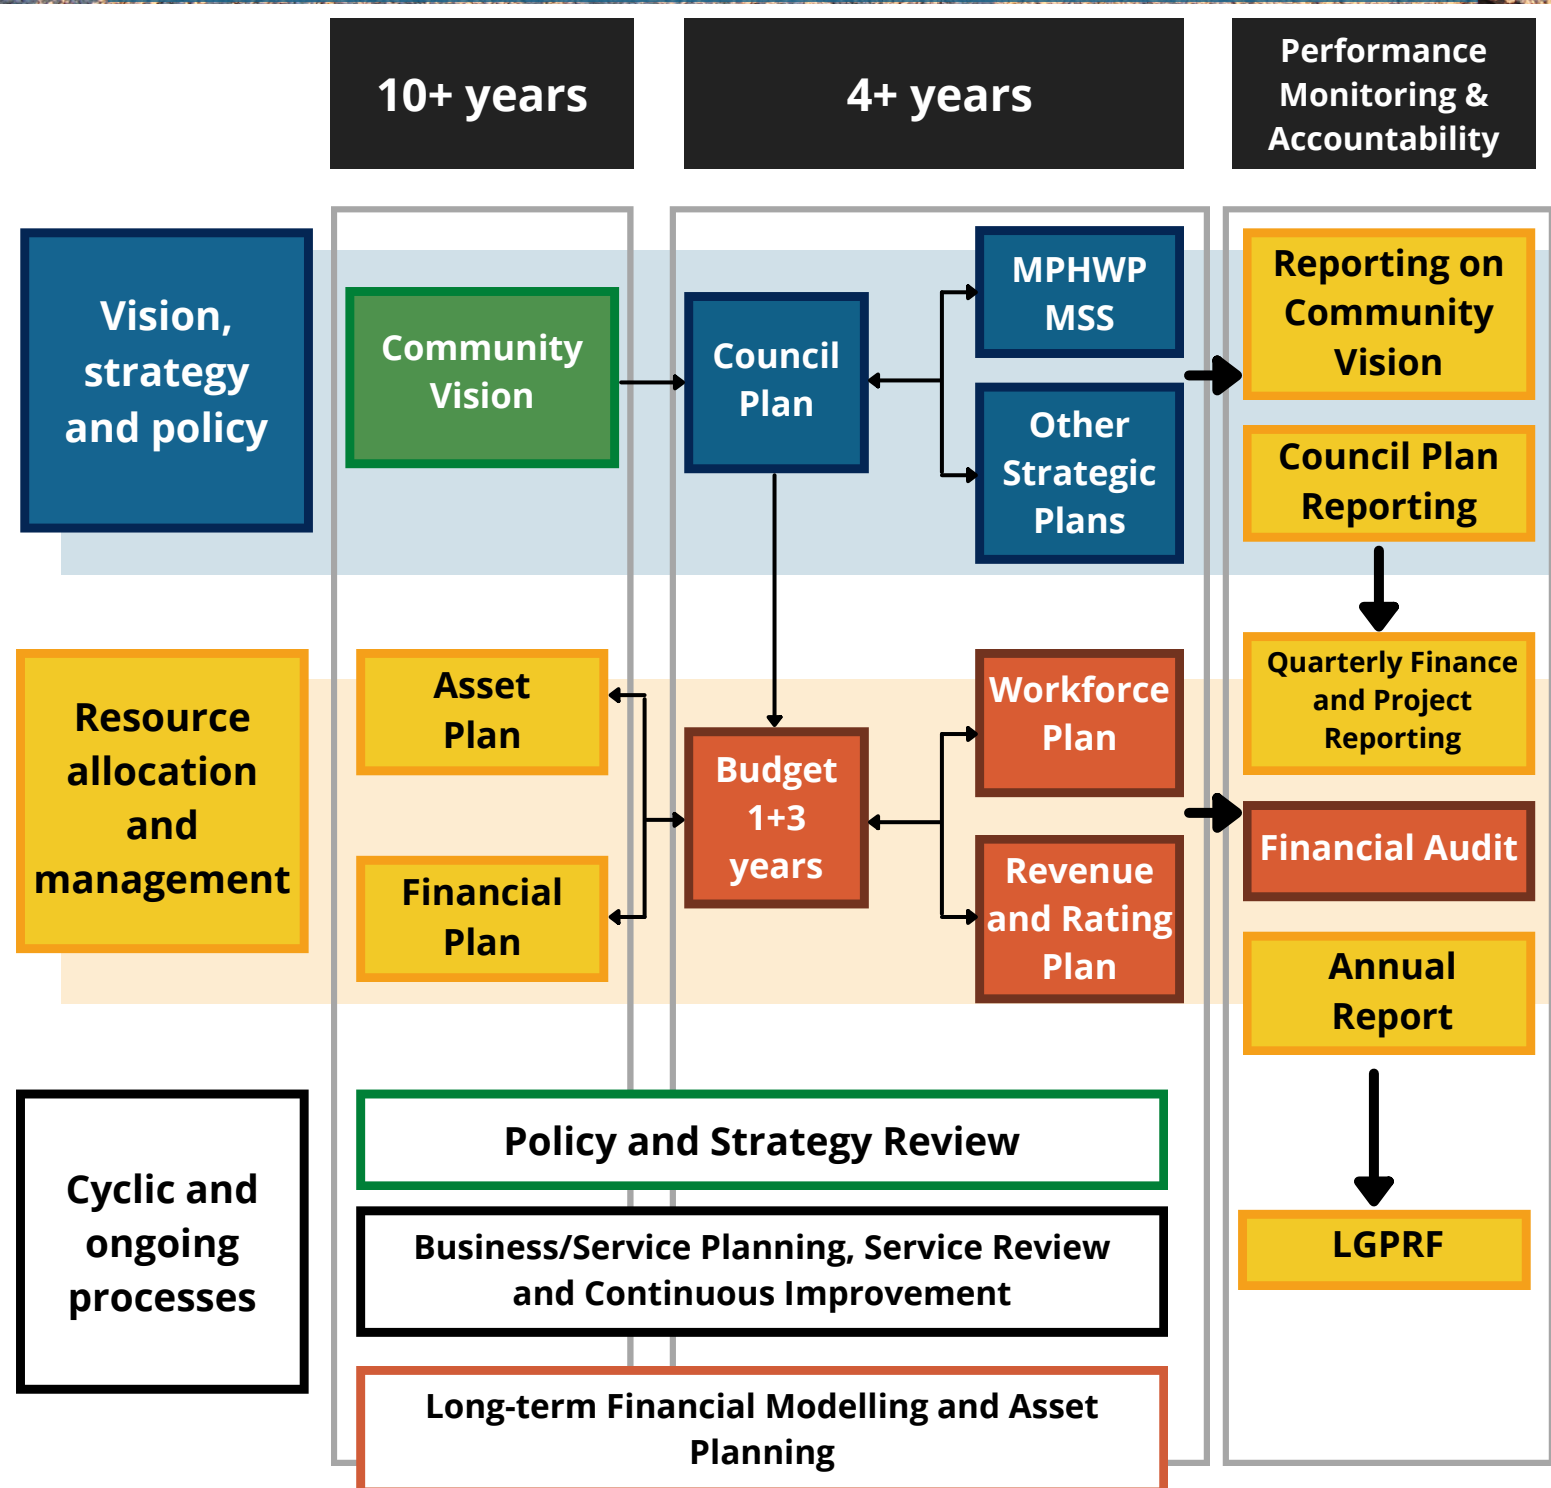 10+ years
4+ years
Performance
Monitoring &
Accountability
Vision,
strategy
and policy
Community
Vision
Council
Plan
MPHWP
MSS
Other
Strategic
Plans
Reporting on
Community
Vision
Council Plan
Reporting
Resource
allocation
and
management
Asset
Plan
Financial
Plan
Budget
1+3
years
Workforce
Plan
Revenue
and Rating
Plan
Quarterly Finance
and Project
Reporting
Financial Audit
Annual
Report
Cyclic and
ongoing
processes
Policy and Strategy Review
Business/Service Planning, Service Review
and Continuous Improvement
Long-term Financial Modelling and Asset
Planning
LGPRF